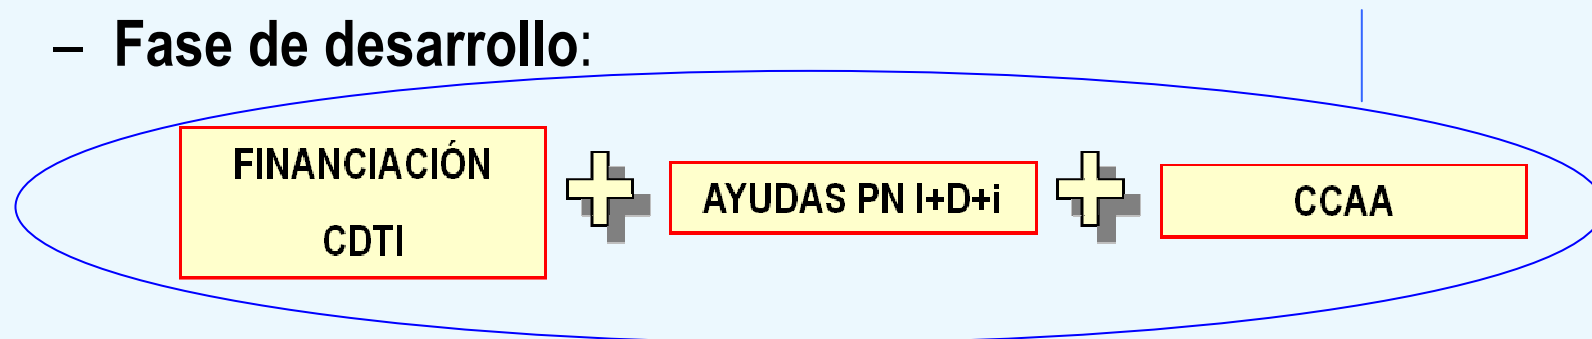 – Fase de desarrollo:
FINANCIACIÓN
CDTI
AYUDAS PN I+D+i
CCAA